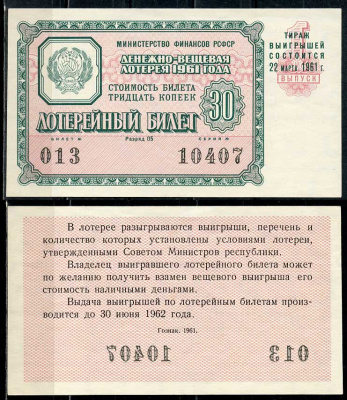 МИНИСТЕРСТВО ФИНАНСОВ РСФСР
ДЕНЕЖНО-ВЕЩЕВАЯ
ЛОТЕРЕЯ 1961 ГОДА
СТОИМОСТЬ БИЛЕТА
ТРИДЦАТЬ КОПЕЕК
30
ЛОТЕРЕЙНЫЙ БИЛЕТ
БИЛЕТ № Разряд 05 СЕРИЯ №
013 10407
ТИРАЖ
ВЫИГРЫШЕЙ
СОСТОИТСЯ
22 МАРТА 1961 г.
1
ВЫПУСК
В лотерее разыгрываются выигрыши, перечень и
количество которых установлены условиями лотереи,
утвержденными Советом Министров республики.
Владелец выигравшего лотерейного билета может
по желанию получить взамен вещевого выигрыша его
стоимость наличными деньгами.
Выдача выигрышей по лотерейным билетам произ-
водится до 30 июня 1962 года.
Гознак. 1961.
10407 013